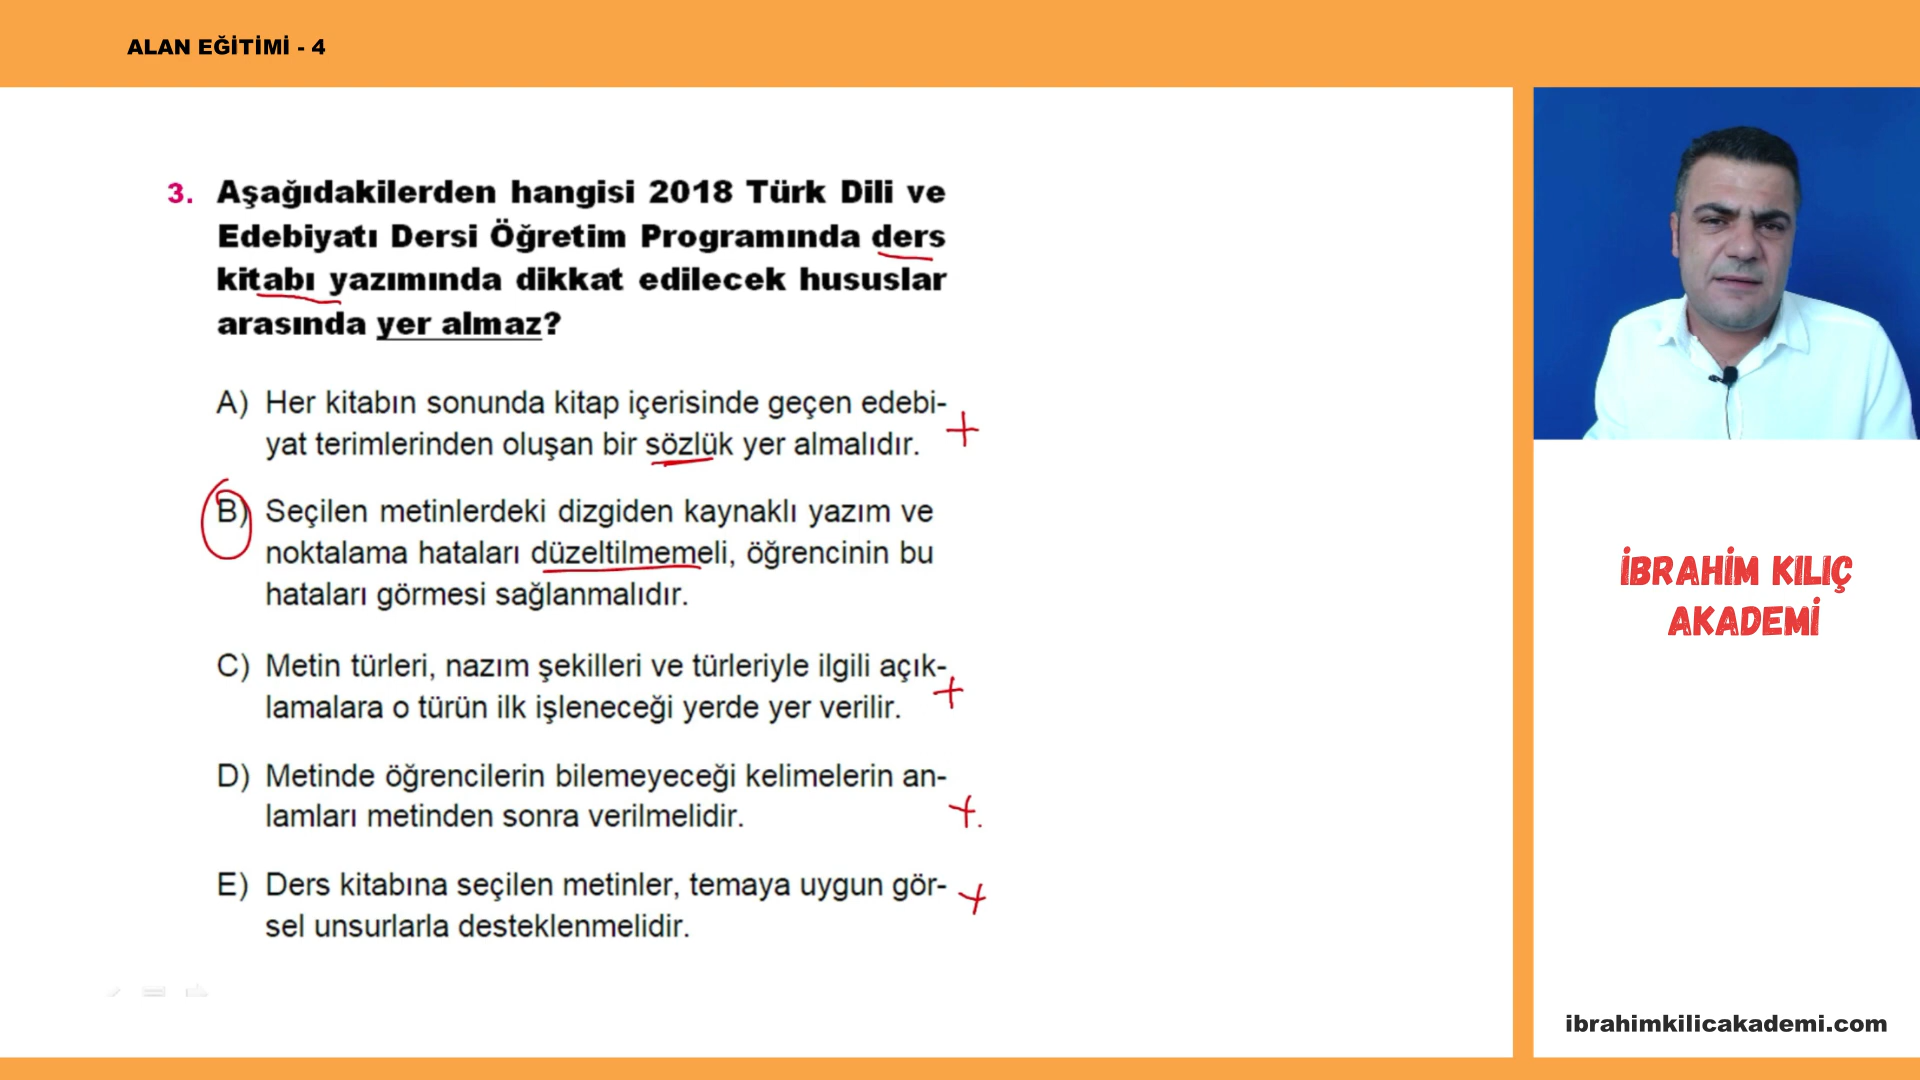 ALAN EĞİTİMİ - 4
3. Aşağıdakilerden hangisi 2018 Türk Dili ve
Edebiyatı Dersi Öğretim Programında ders
kitabı yazımında dikkat edilecek hususlar
arasında yer almaz?
A) Her kitabın sonunda kitap içerisinde geçen edebi-
yat terimlerinden oluşan bir sözlük yer almalıdır.
B) Seçilen metinlerdeki dizgiden kaynaklı yazım ve
noktalama hataları düzeltilmemeli, öğrencinin bu
hataları görmesi sağlanmalıdır.
C) Metin türleri, nazım şekilleri ve türleriyle ilgili açık-
lamalara o türün ilk işleneceği yerde yer verilir.
D) Metinde öğrencilerin bilemeyeceği kelimelerin an-
lamları metinden sonra verilmelidir.
E) Ders kitabına seçilen metinler, temaya uygun gör-
sel unsurlarla desteklenmelidir.
İBRAHİM KILIÇ
AKADEMİ
ibrahimkilicakademi.com